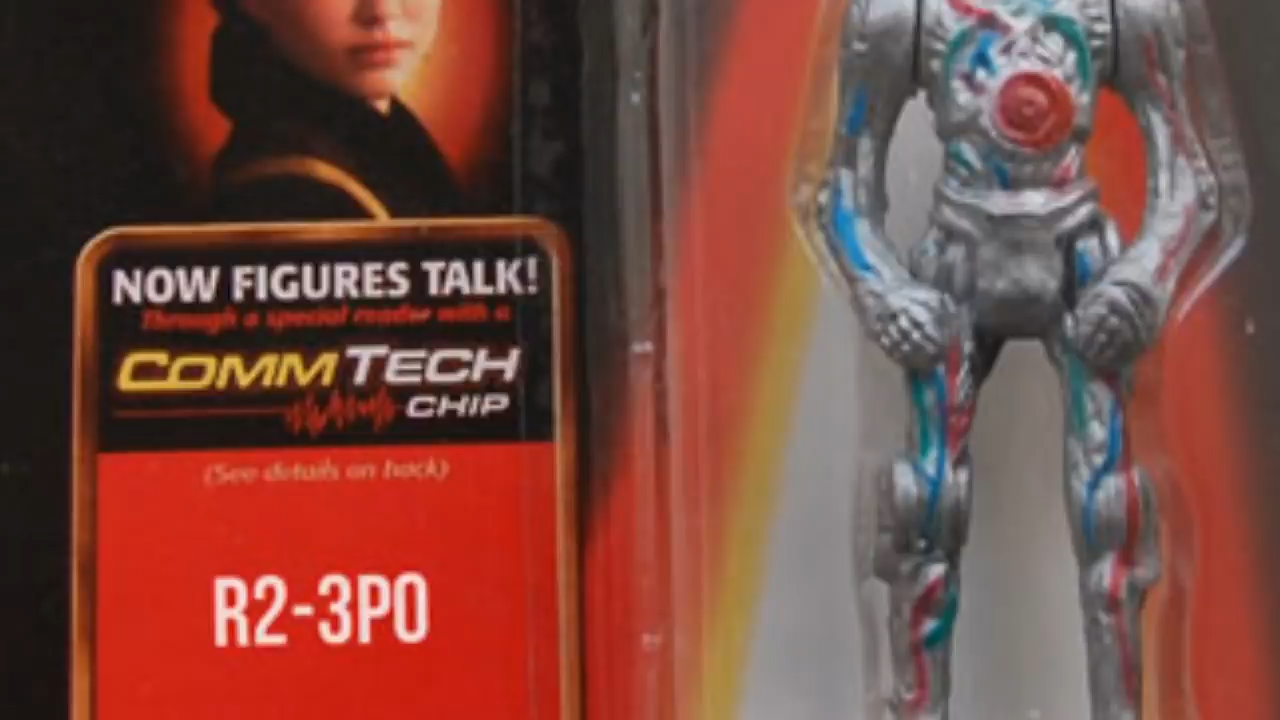 NOW FIGURES TALK!
Through a special reader with a
COMMTECH
CHIP
(See details on back)
R2-3PO